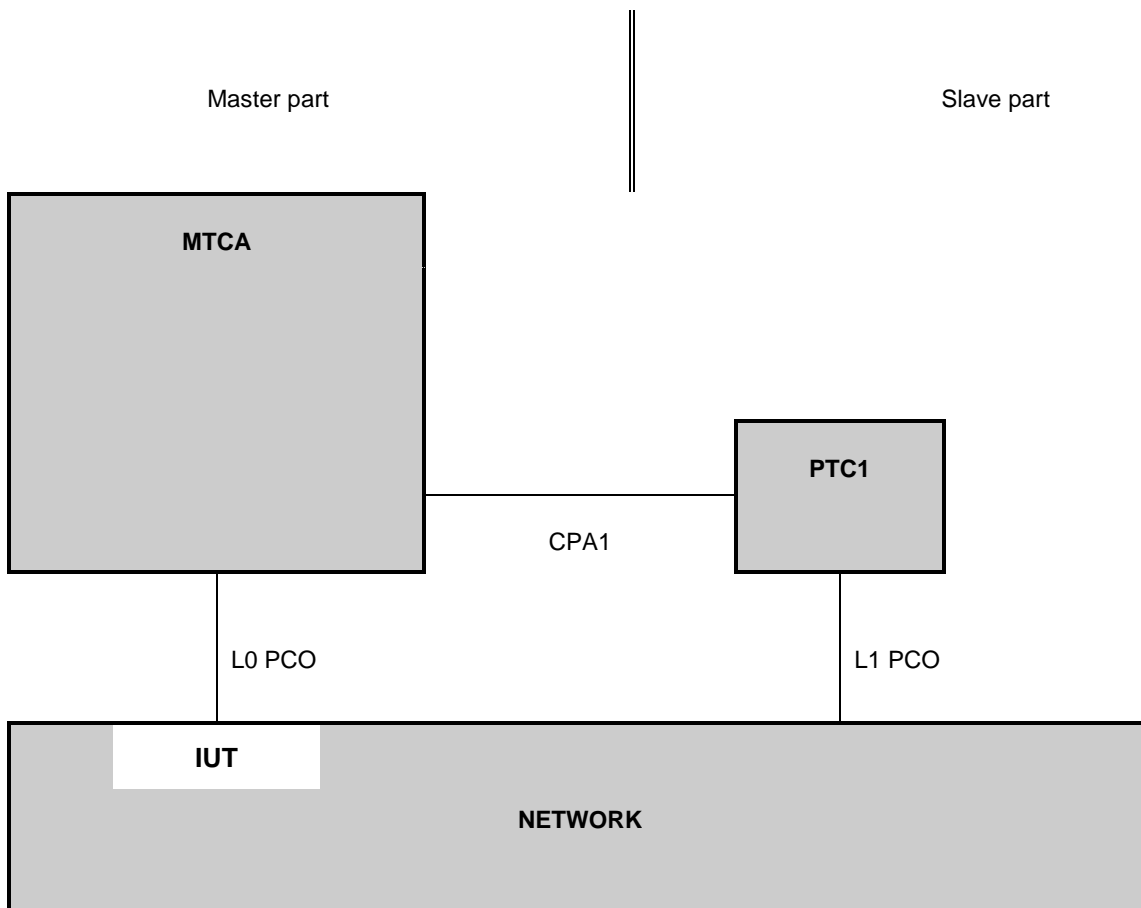 Master part
Slave part
MTCA
PTC1
CPA1
L0 PCO
L1 PCO
IUT
NETWORK